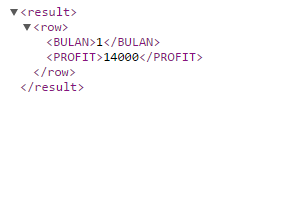 <result>
<row>
<BULAN>1</BULAN>
<PROFIT>14000</PROFIT>
</row>
</result>